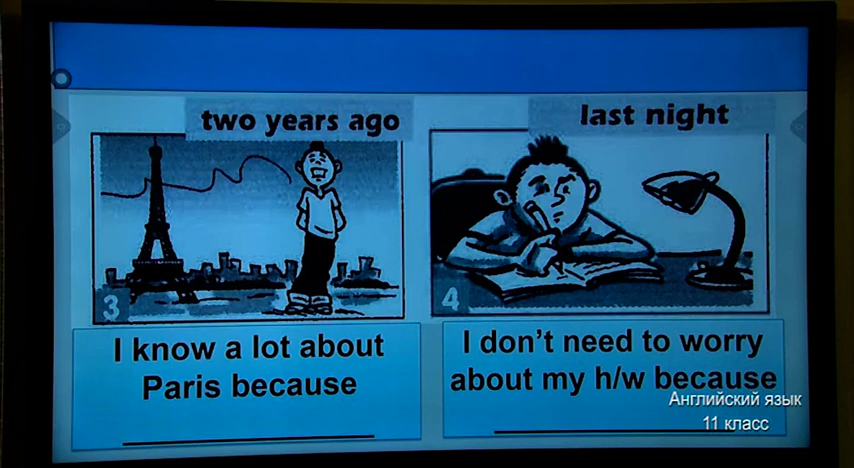 two years ago
last night
3
4
I know a lot about
Paris because
I don't need to worry
about my h/w because
Английский язык
11 класс